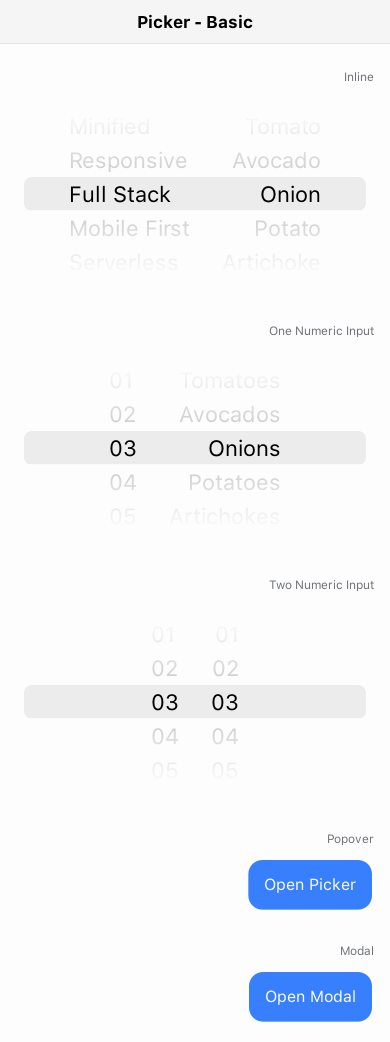 Picker - Basic
Inline
Minified Tomato
Responsive Avocado
Full Stack Onion
Mobile First Potato
Serverless Artichoke
One Numeric Input
01 Tomatoes
02 Avocados
03 Onions
04 Potatoes
05 Artichokes
Two Numeric Input
01 01
02 02
03 03
04 04
05 05
Popover
Open Picker
Modal
Open Modal